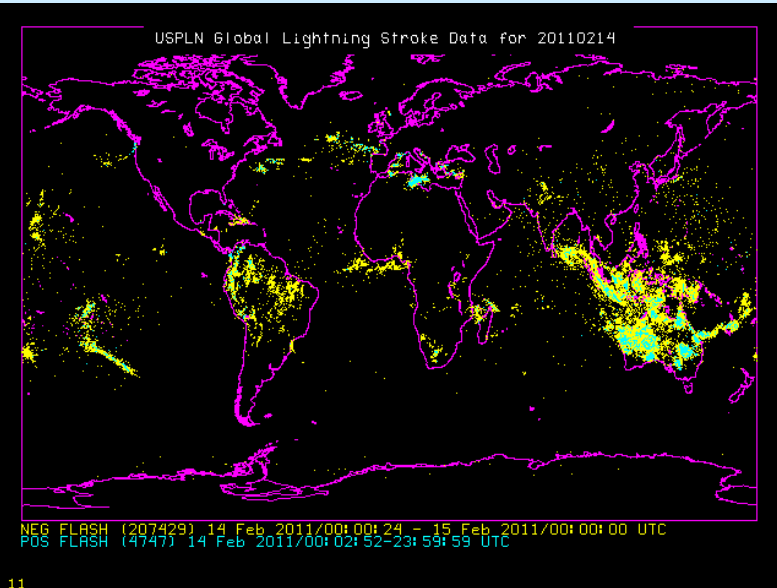 USPLN Global Lightning Stroke Data for 20110214
NEG FLASH (207429) 14 Feb 2011/00:00:24 - 15 Feb 2011/00:00:00 UTC
POS FLASH (4747) 14 Feb 2011/00:02:52-23:59:59 UTC
11